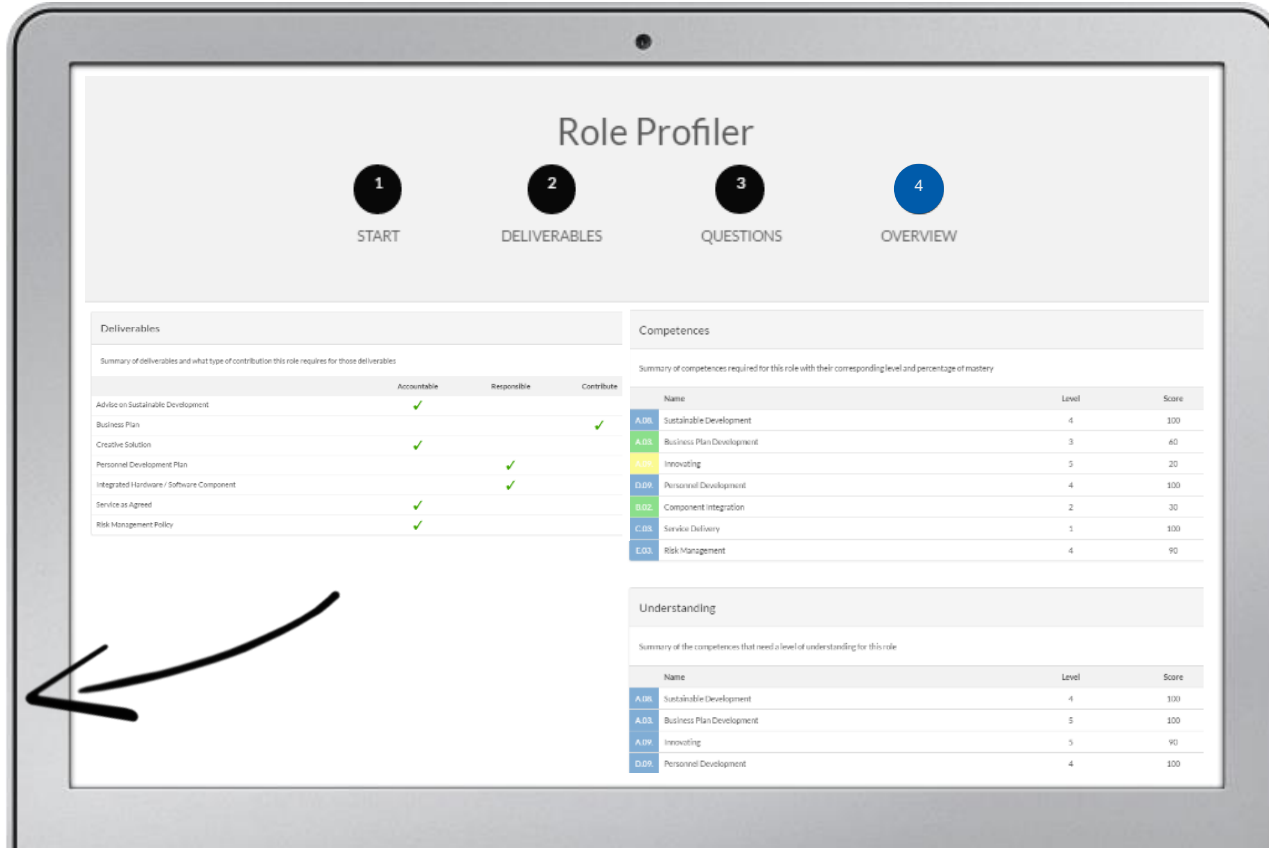 Role Profiler
1 2 3 4
START DELIVERABLES QUESTIONS OVERVIEW
Deliverables
Summary of deliverables and what type of contribution this role requires for those deliverables
Accountable Responsible Contribute
Advise on Sustainable Development
Business Plan
Creative Solution
Personnel Development Plan
Integrated Hardware / Software Component
Service as Agreed
Risk Management Policy
Competences
Summary of competences required for this role with their corresponding level and percentage of mastery
Name Level Score
A.08. Sustainable Development 4 100
A.03. Business Plan Development 3 60
A.09. Innovating 5 20
D.09. Personnel Development 4 100
B.02. Component Integration 2 30
C.03. Service Delivery 1 100
E.03. Risk Management 4 90
Understanding
Summary of the competences that need a level of understanding for this role
Name Level Score
A.08. Sustainable Development 4 100
A.03. Business Plan Development 5 100
A.09. Innovating 5 90
D.09. Personnel Development 4 100